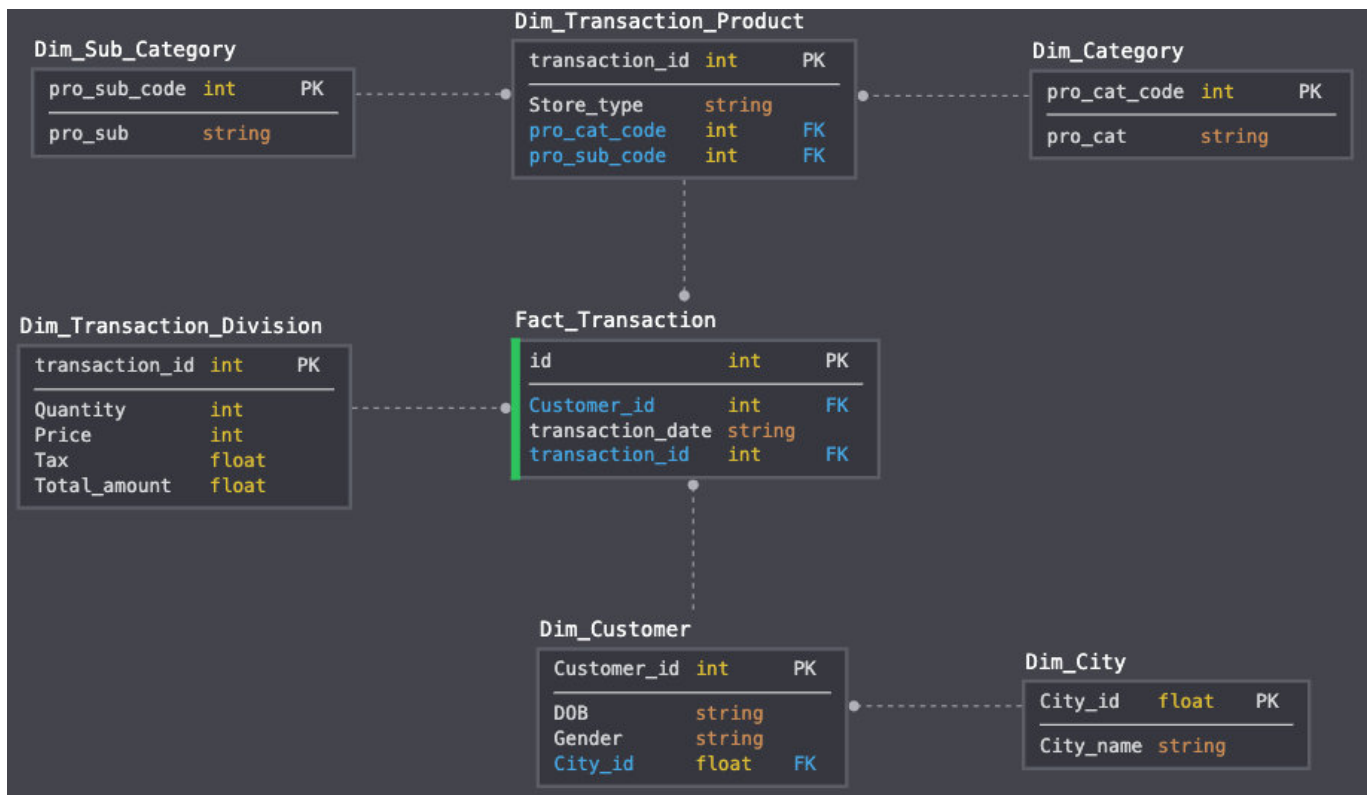 Dim_Sub_Category
pro_sub_code int PK
pro_sub string
Dim_Transaction_Product
transaction_id int PK
Store_type string
pro_cat_code int FK
pro_sub_code int FK
Dim_Category
pro_cat_code int PK
pro_cat string
Dim_Transaction_Division
transaction_id int PK
Quantity int
Price int
Tax float
Total_amount float
Fact_Transaction
id int PK
Customer_id int FK
transaction_date string
transaction_id int FK
Dim_Customer
Customer_id int PK
DOB string
Gender string
City_id float FK
Dim_City
City_id float PK
City_name string